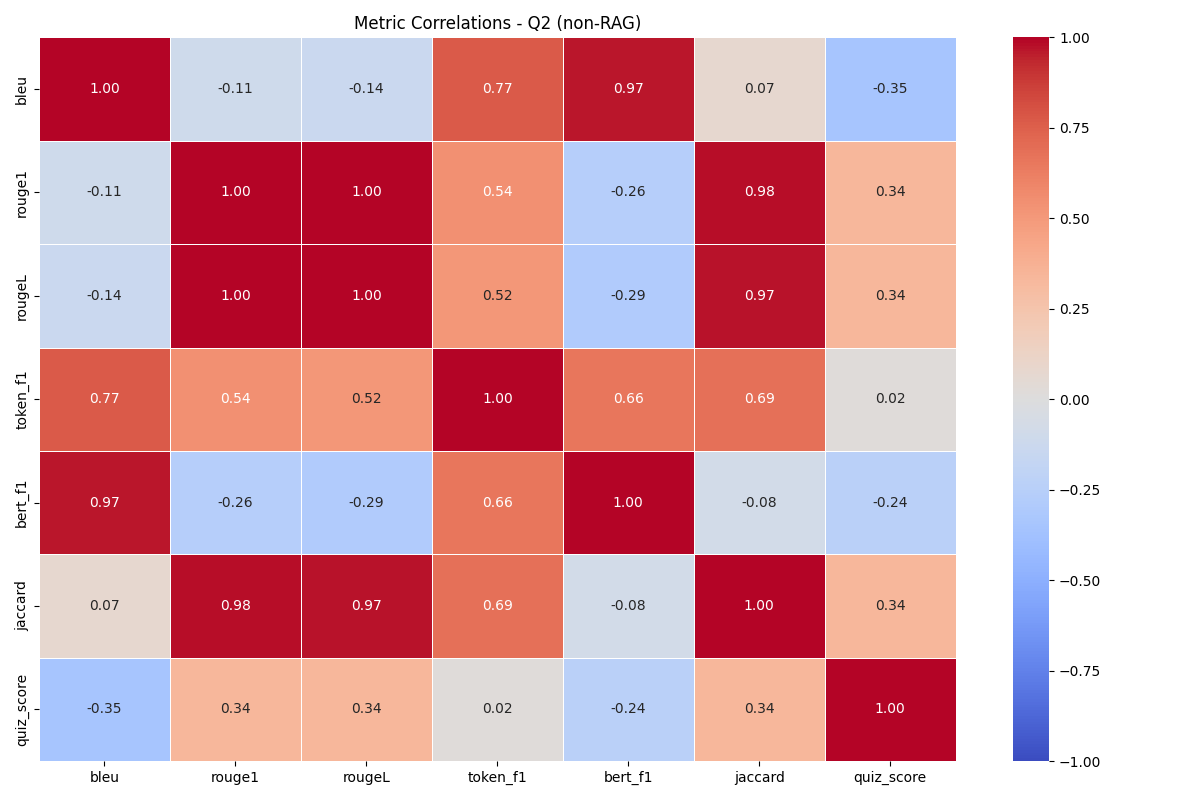 Metric Correlations - Q2 (non-RAG)
bleu 1.00 -0.11 -0.14 0.77 0.97 0.07 -0.35
rouge1 -0.11 1.00 1.00 0.54 -0.26 0.98 0.34
rougeL -0.14 1.00 1.00 0.52 -0.29 0.97 0.34
token_f1 0.77 0.54 0.52 1.00 0.66 0.69 0.02
bert_f1 0.97 -0.26 -0.29 0.66 1.00 -0.08 -0.24
jaccard 0.07 0.98 0.97 0.69 -0.08 1.00 0.34
quiz_score -0.35 0.34 0.34 0.02 -0.24 0.34 1.00
bleu rouge1 rougeL token_f1 bert_f1 jaccard quiz_score
1.00
0.75
0.50
0.25
0.00
−0.25
−0.50
−0.75
−1.00